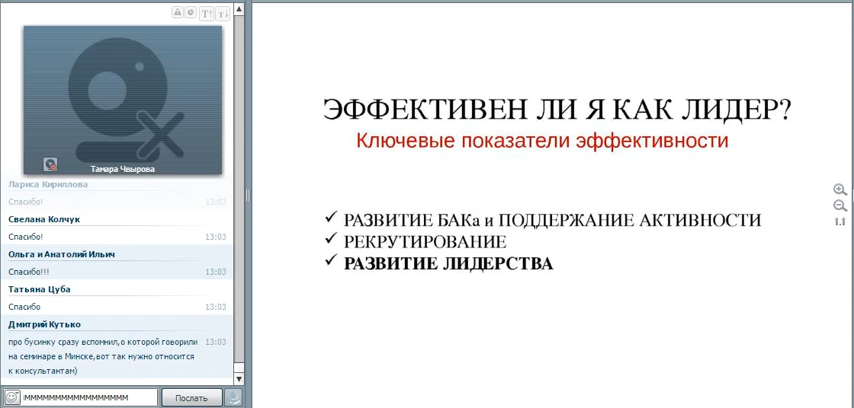 Тамара Чвырова
Лариса Кириллова
Спасибо! 13:03
Свелана Колчук
Спасибо! 13:03
Ольга и Анатолий Ильич
Спасибо!!! 13:03
Татьяна Цуба
Спасибо 13:03
Дмитрий Кутько
про бусинку сразу вспомнил,о которой говорили 13:03
на семинаре в Минске,вот так нужно относится
к консультантам)
Послать
ЭФФЕКТИВЕН ЛИ Я КАК ЛИДЕР?
Ключевые показатели эффективности
✓ РАЗВИТИЕ БАКа и ПОДДЕРЖАНИЕ АКТИВНОСТИ
✓ РЕКРУТИРОВАНИЕ
✓ РАЗВИТИЕ ЛИДЕРСТВА
1:1